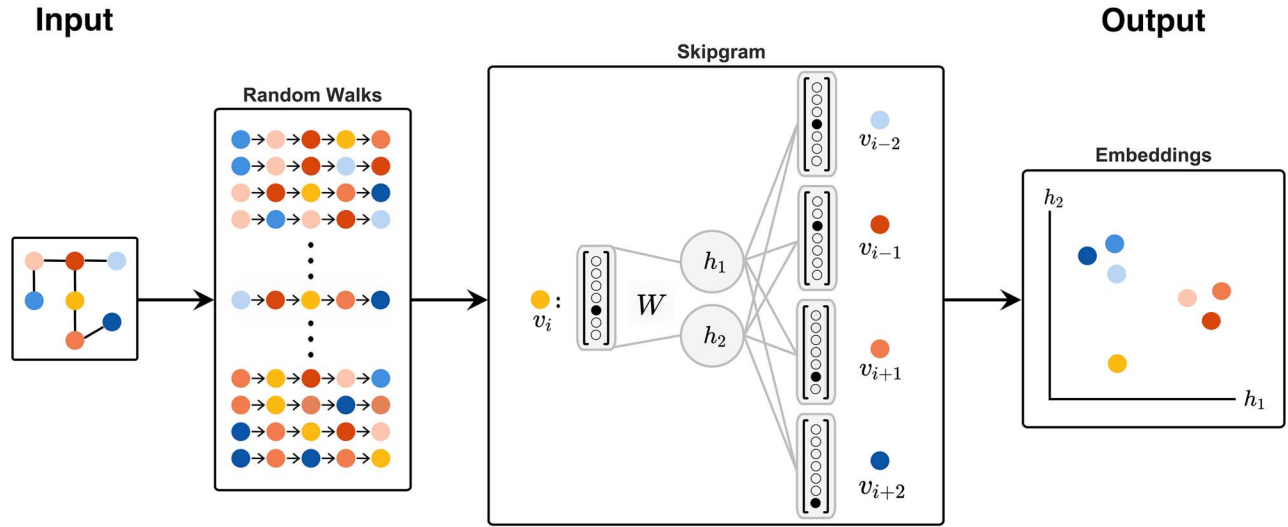 Input
Output
Skipgram
Random Walks
Embeddings
v_{i-2}
v_{i-1}
v_i :
W
h_1
h_2
v_{i+1}
v_{i+2}
h_2
h_1